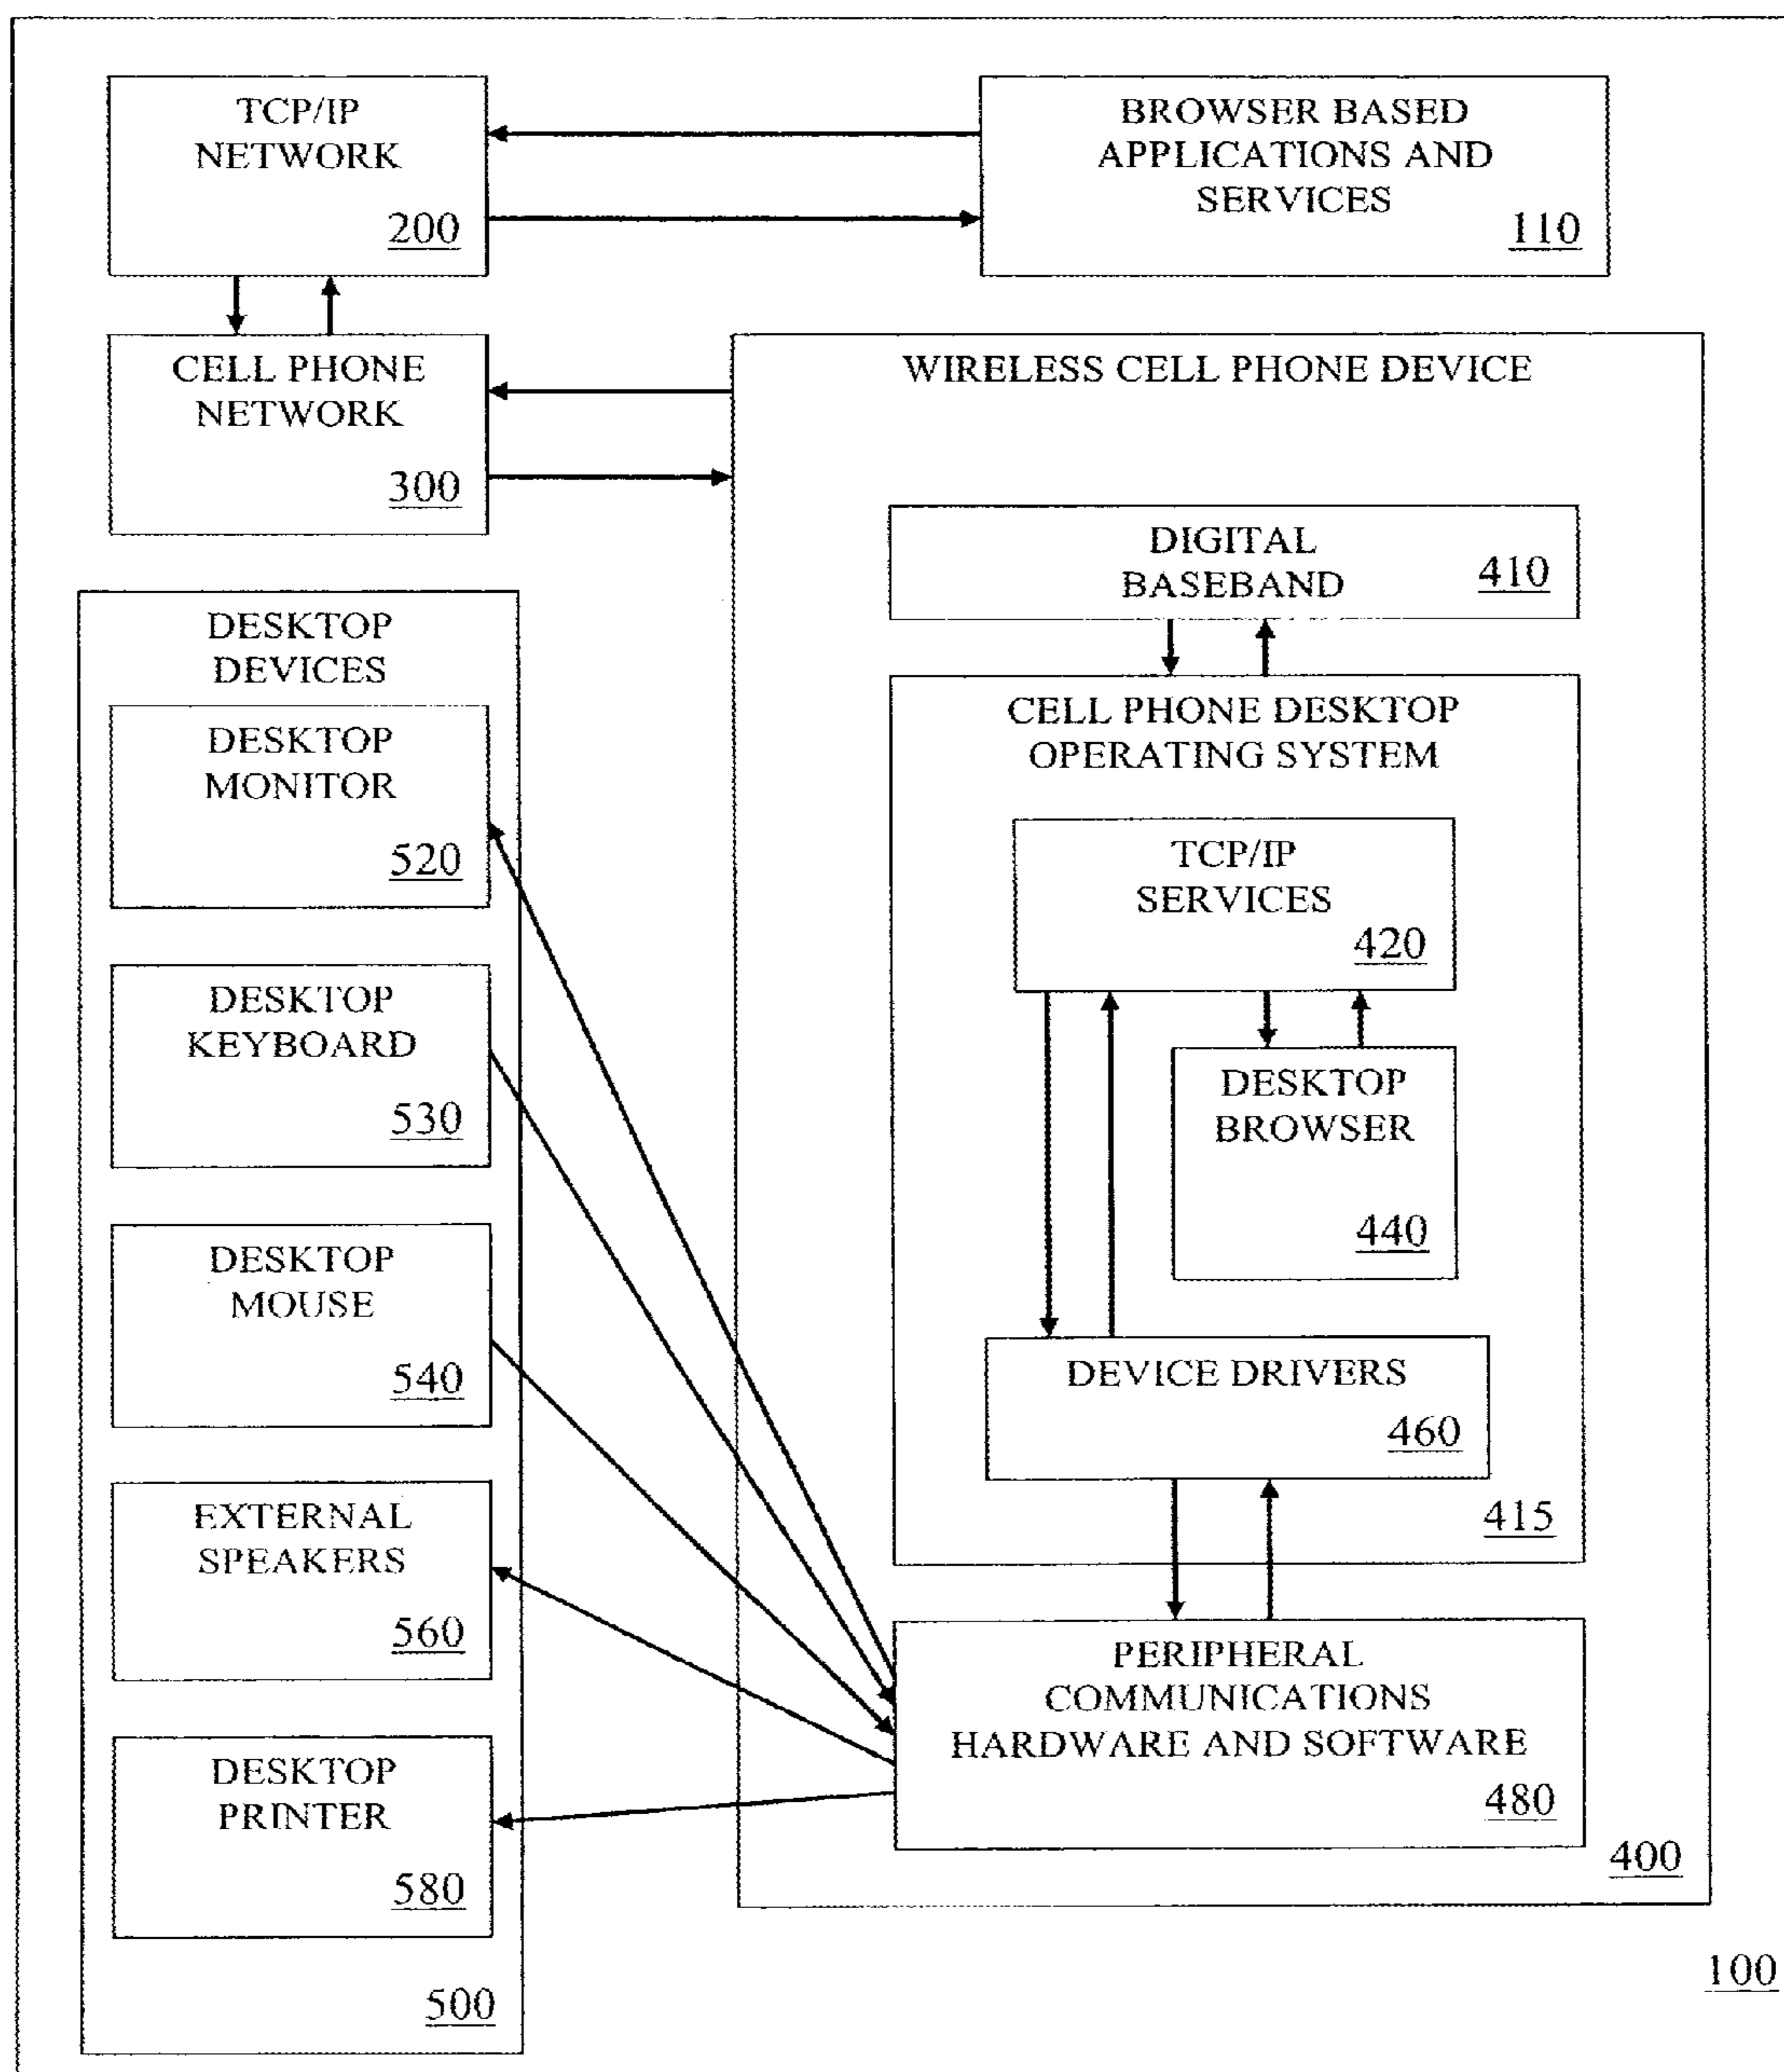 TCP/IP
NETWORK
200
BROWSER BASED
APPLICATIONS AND
SERVICES
110
CELL PHONE
NETWORK
300
WIRELESS CELL PHONE DEVICE
DIGITAL
BASEBAND
410
CELL PHONE DESKTOP
OPERATING SYSTEM
TCP/IP
SERVICES
420
DESKTOP
BROWSER
440
DEVICE DRIVERS
460
415
PERIPHERAL
COMMUNICATIONS
HARDWARE AND SOFTWARE
480
400
DESKTOP
DEVICES
DESKTOP
MONITOR
520
DESKTOP
KEYBOARD
530
DESKTOP
MOUSE
540
EXTERNAL
SPEAKERS
560
DESKTOP
PRINTER
580
500
100